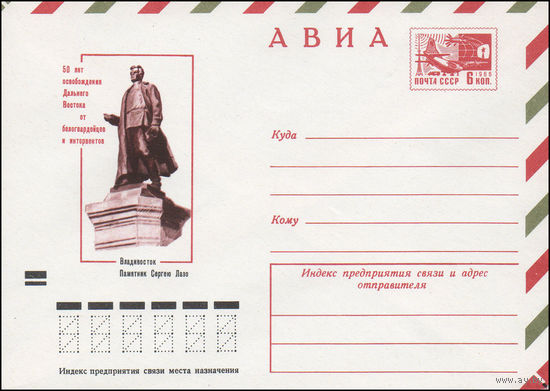 АВИА
ПОЧТА СССР 6 1966 КОП.
50 лет
освобождения
Дальнего
Востока
от
белогвардейцев
и интервентов
Владивосток
Памятник Сергею Лазо
Куда
Кому
Индекс предприятия связи и адрес
отправителя
Индекс предприятия связи места назначения